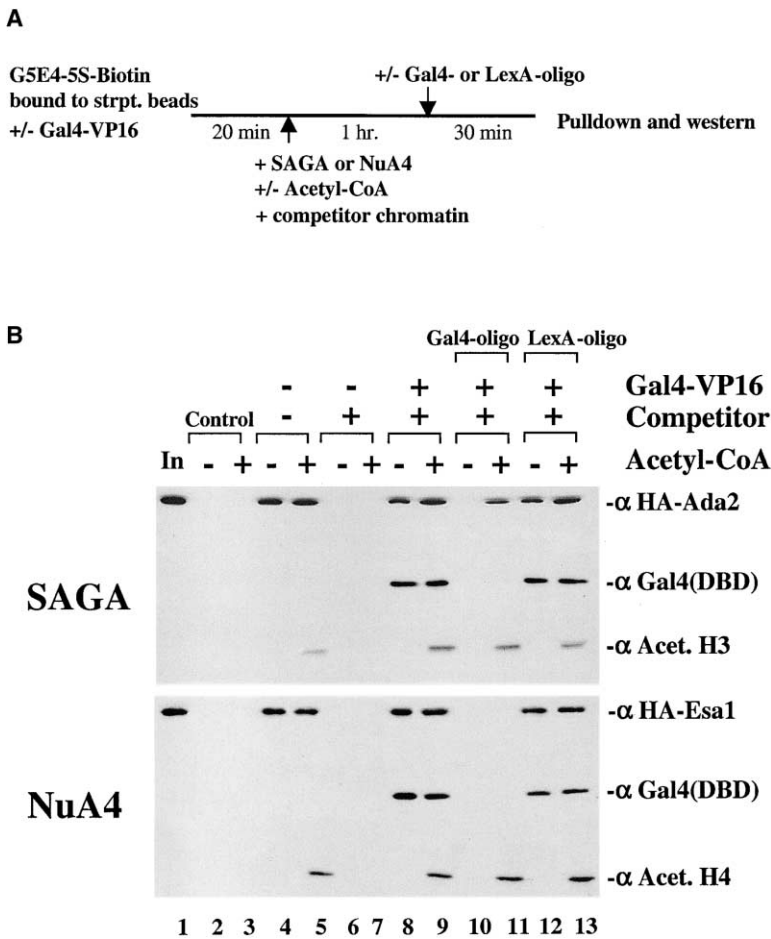 A
G5E4-5S-Biotin
bound to strpt. beads
+/- Gal4-VP16
+/- Gal4- or LexA-oligo
20 min
1 hr.
30 min
Pulldown and western
+ SAGA or NuA4
+/- Acetyl-CoA
+ competitor chromatin
B
Gal4-oligo LexA-oligo
- - + + + Gal4-VP16
Control - + + + + Competitor
In - + - + - + - + - + - + Acetyl-CoA
-α HA-Ada2
SAGA
-α Gal4(DBD)
-α Acet. H3
-α HA-Esa1
NuA4
-α Gal4(DBD)
-α Acet. H4
1 2 3 4 5 6 7 8 9 10 11 12 13